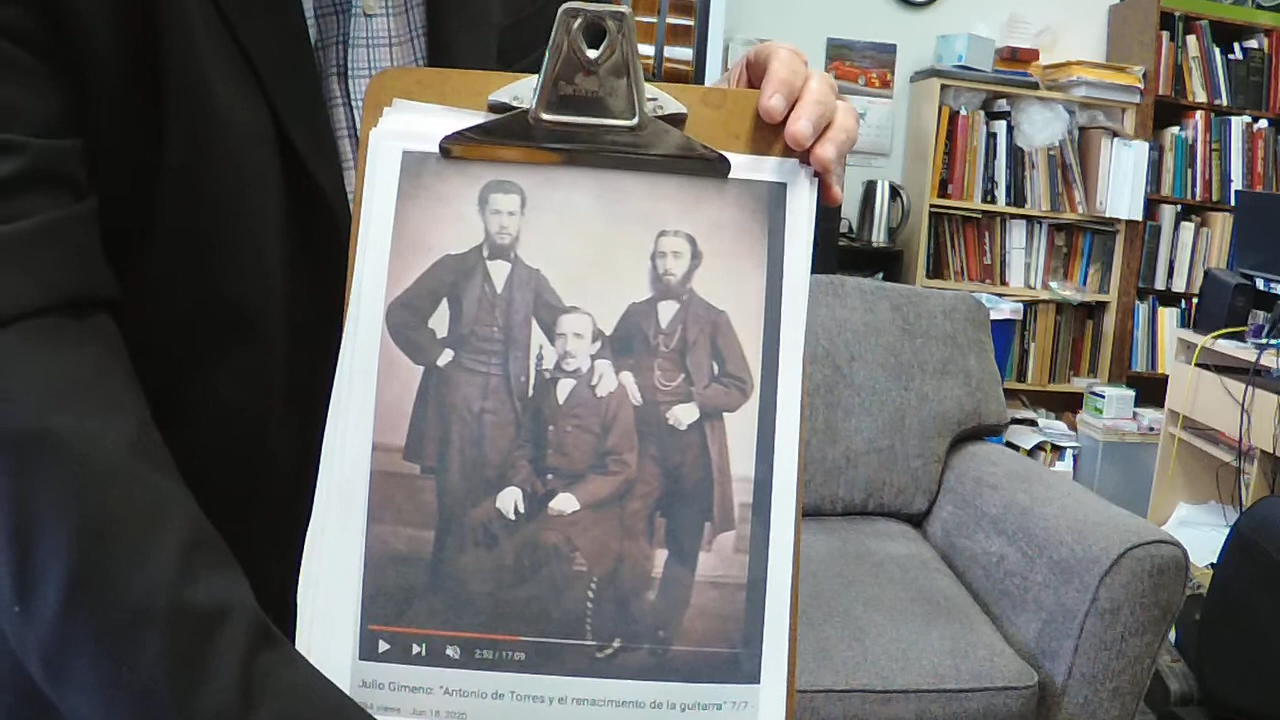 2:52 / 17:09
Julio Gimeno: "Antonio de Torres y el renacimiento de la guitarra" 7/7
views Jun 18, 2020